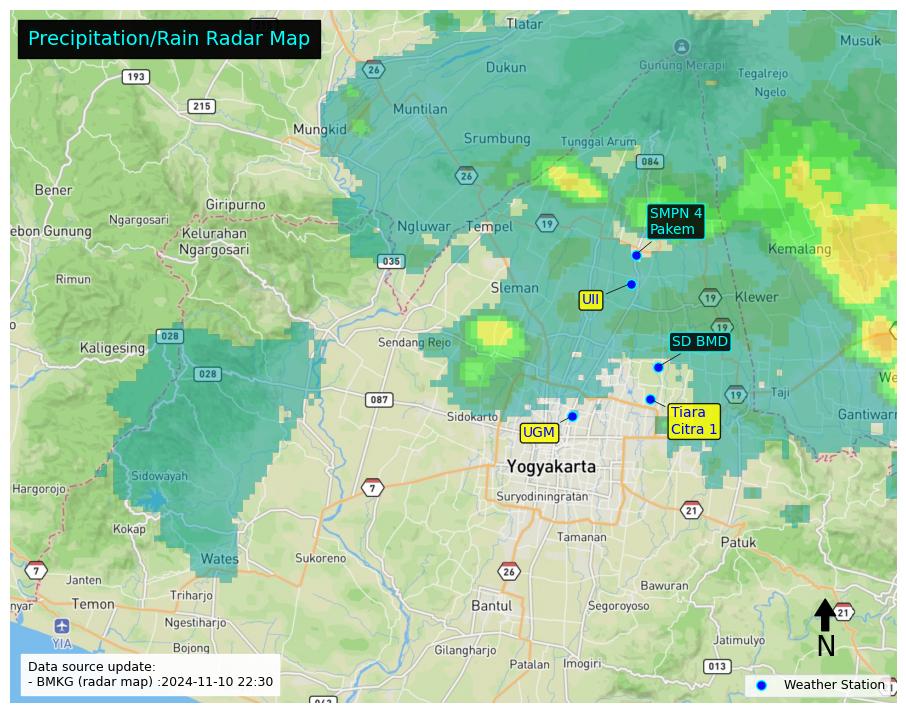 Precipitation/Rain Radar Map
Tlatar
Musuk
193
26
Dukun
Gunung Merapi
Tegalrejo
Ngelo
215
Muntilan
Mungkid
Srumbung
Tunggal Arum
084
26
Bener
Giripurno
Ngargosari
SMPN 4
Pakem
ebon Gunung
Kelurahan
Ngargosari
Ngluwar
Tempel
19
Kemalang
035
Rimun
Sleman
UII
19
Klewer
19
028
Kaligesing
Sendang Rejo
SD BMD
We
028
087
19
Taji
Sidokarto
Tiara
Citra 1
Gantiwar
UGM
Yogyakarta
Sidowayah
Hargorojo
7
Suryodiningratan
21
Kokap
Tamanan
Patuk
Wates
Sukoreno
7
26
Janten
Bawuran
Triharjo
nyar
Temon
Bantul
Segoroyoso
21
Ngestiharjo
YIA
Jatimulyo
N
Bojong
Gilangharjo
Patalan
Imogiri
013
Data source update:
- BMKG (radar map) :2024-11-10 22:30
Weather Station